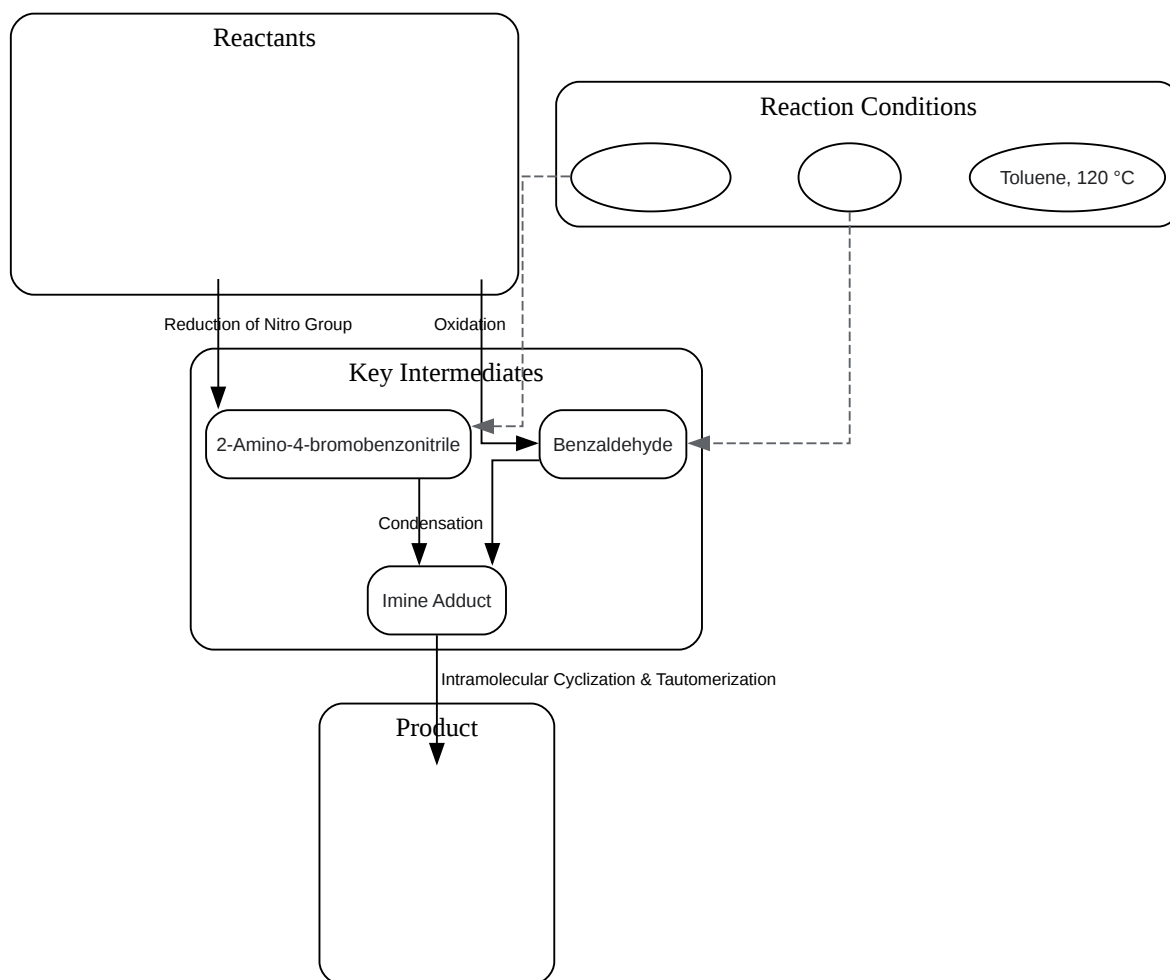 Reactants
Reaction Conditions
Toluene, 120 °C
Reduction of Nitro Group
Oxidation
Key Intermediates
2-Amino-4-bromobenzonitrile
Benzaldehyde
Condensation
Imine Adduct
Intramolecular Cyclization & Tautomerization
Product